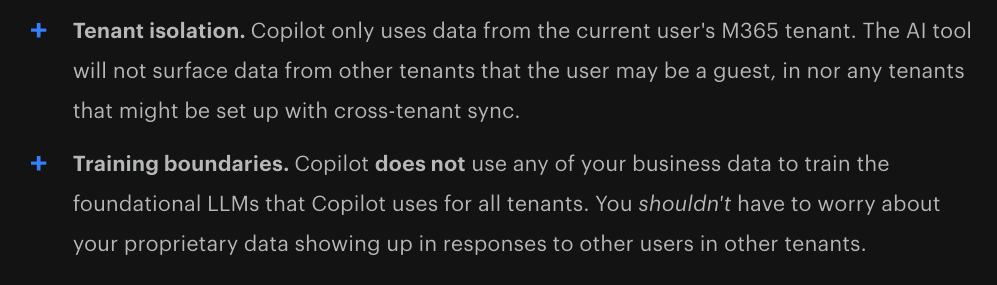 + Tenant isolation. Copilot only uses data from the current user's M365 tenant. The AI tool
will not surface data from other tenants that the user may be a guest, in nor any tenants
that might be set up with cross-tenant sync.
+ Training boundaries. Copilot does not use any of your business data to train the
foundational LLMs that Copilot uses for all tenants. You shouldn't have to worry about
your proprietary data showing up in responses to other users in other tenants.